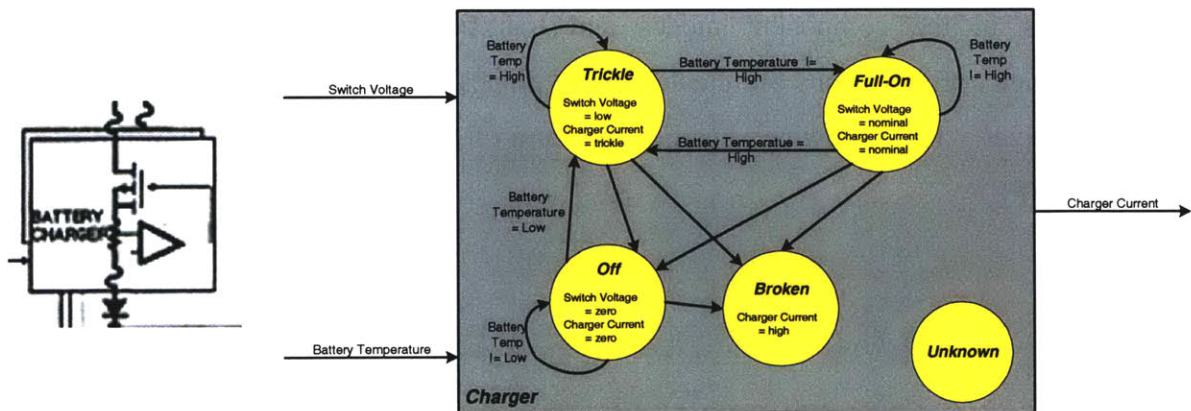 BATTERY
CHARGER
Switch Voltage
Battery Temperature
Battery
Temp
= High
Trickle
Switch Voltage
= low
Charger Current
= trickle
Battery Temperature !=
High
Full-On
Switch Voltage
= nominal
Charger Current
= nominal
Battery
Temp
!= High
Battery Temperatue =
High
Battery
Temperature
= Low
Off
Switch Voltage
= zero
Charger Current
= zero
Battery
Temp
!= Low
Broken
Charger Current
= high
Unknown
Charger
Charger Current